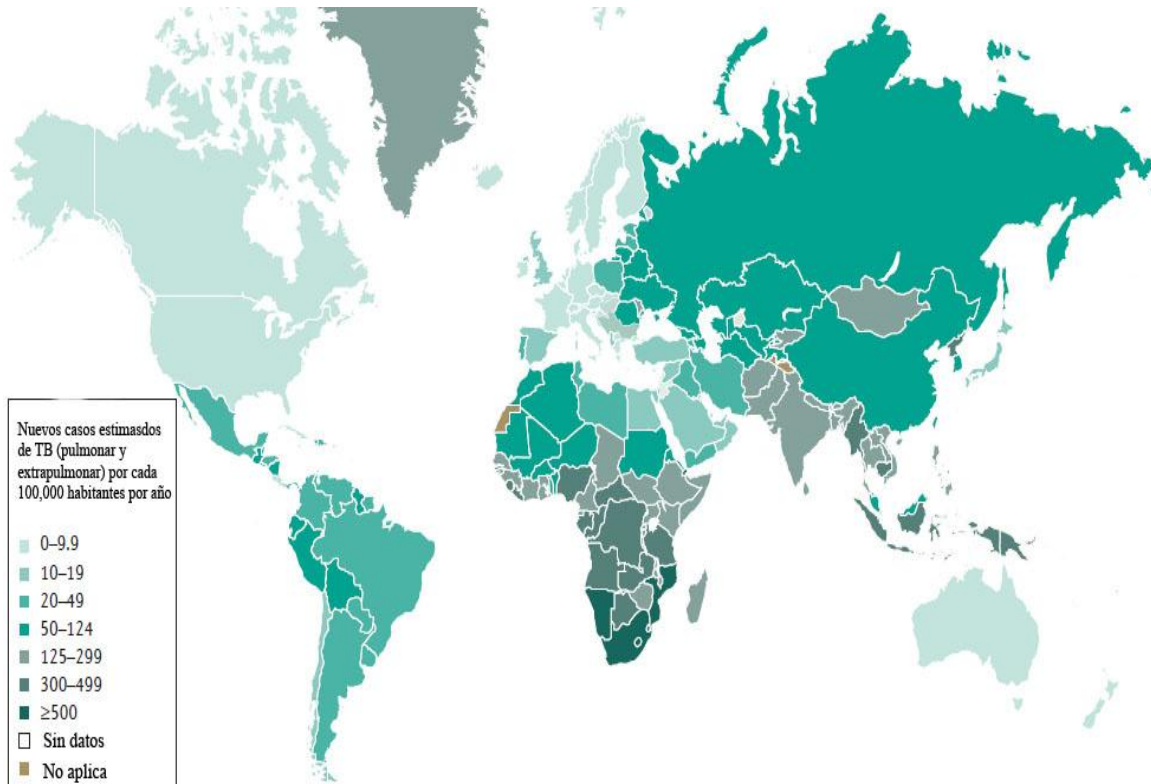 Nuevos casos estimasdos
de TB (pulmonar y
extrapulmonar) por cada
100,000 habitantes por año
0–9.9
10–19
20–49
50–124
125–299
300–499
≥500
Sin datos
No aplica